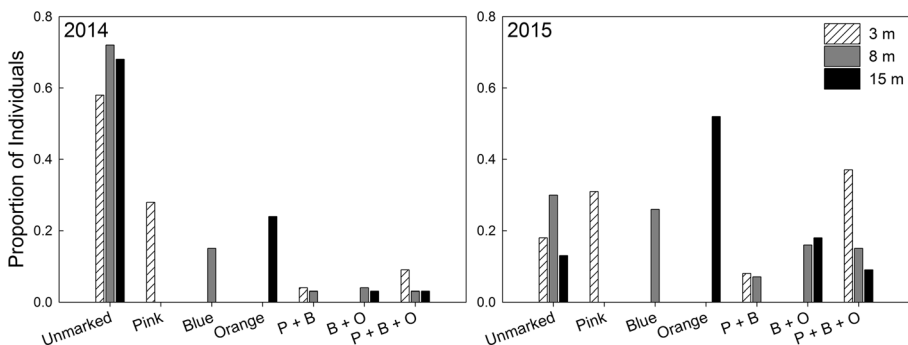 Proportion of Individuals
0.8
0.6
0.4
0.2
0.0
2014
Unmarked
Pink
Blue
Orange
P + B
B + O
P + B + O
0.8
0.6
0.4
0.2
0.0
2015
3 m
8 m
15 m
Unmarked
Pink
Blue
Orange
P + B
B + O
P + B + O